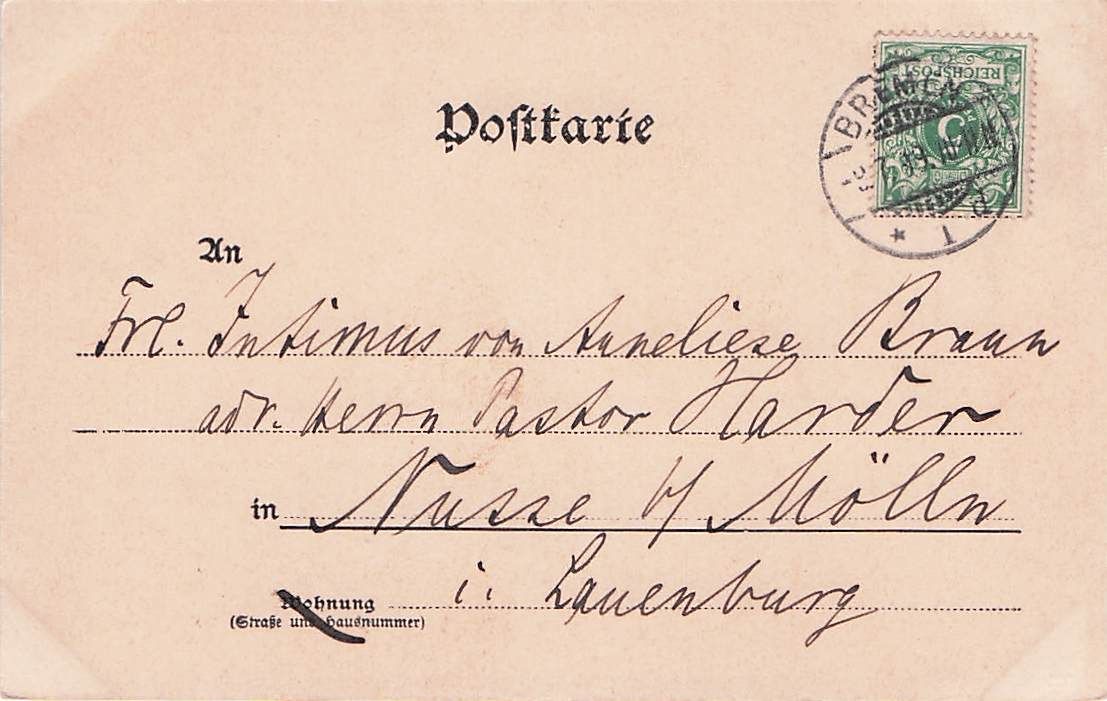 REICHSPOST
5
BREMEN
Postkarte
An
Frl. Intimus von Anneliese Braun
adr. Herrn Pastor Harder
in Nusse b/ Mölln
i. Lauenburg
Wohnung
(Straße und Hausnummer)